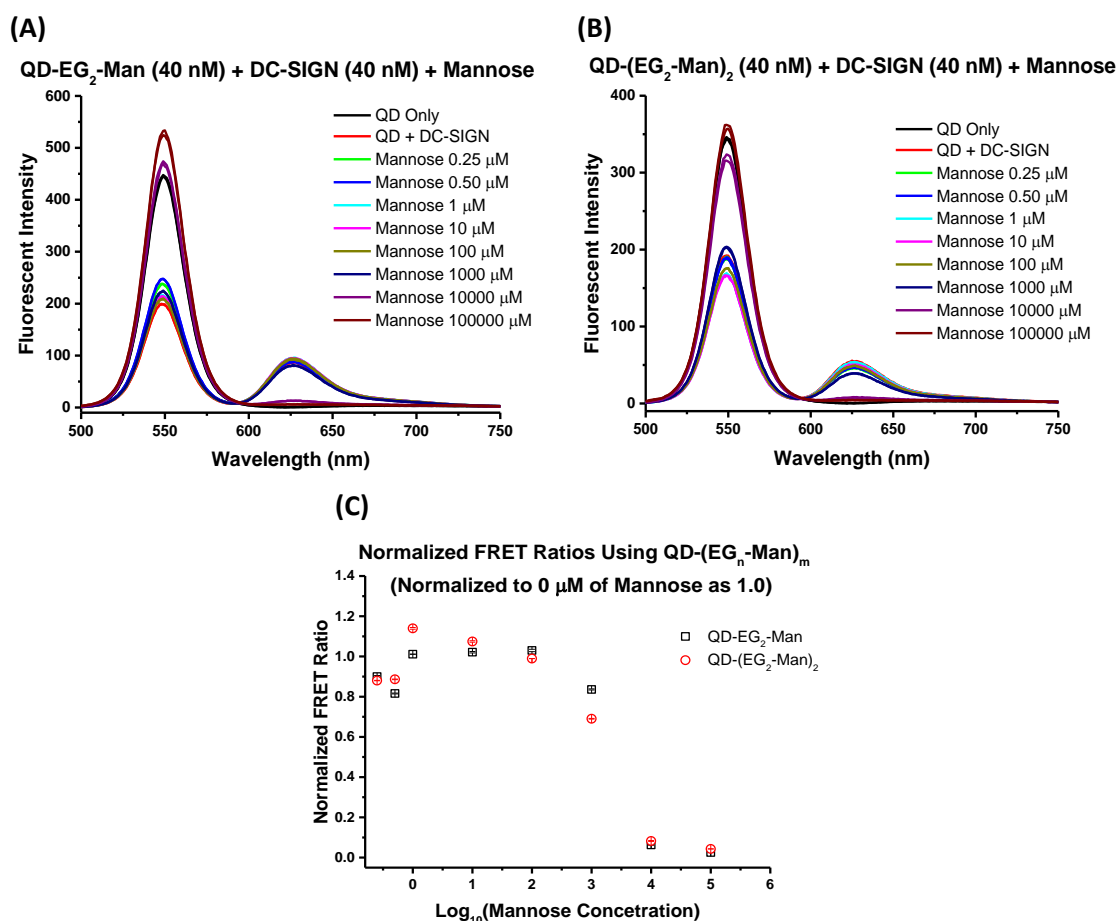 (A)
QD-EG₂-Man (40 nM) + DC-SIGN (40 nM) + Mannose
Fluorescent Intensity
600
500
400
300
200
100
0
QD Only
QD + DC-SIGN
Mannose 0.25 μM
Mannose 0.50 μM
Mannose 1 μM
Mannose 10 μM
Mannose 100 μM
Mannose 1000 μM
Mannose 10000 μM
Mannose 100000 μM
500 550 600 650 700 750
Wavelength (nm)
(B)
QD-(EG₂-Man)₂ (40 nM) + DC-SIGN (40 nM) + Mannose
Fluorescent Intensity
400
300
200
100
0
QD Only
QD + DC-SIGN
Mannose 0.25 μM
Mannose 0.50 μM
Mannose 1 μM
Mannose 10 μM
Mannose 100 μM
Mannose 1000 μM
Mannose 10000 μM
Mannose 100000 μM
500 550 600 650 700 750
Wavelength (nm)
(C)
Normalized FRET Ratios Using QD-(EGₙ-Man)ₘ
(Normalized to 0 μM of Mannose as 1.0)
Normalized FRET Ratio
1.4
1.2
1.0
0.8
0.6
0.4
0.2
0.0
QD-EG₂-Man
QD-(EG₂-Man)₂
0 1 2 3 4 5 6
Log₁₀(Mannose Concetration)